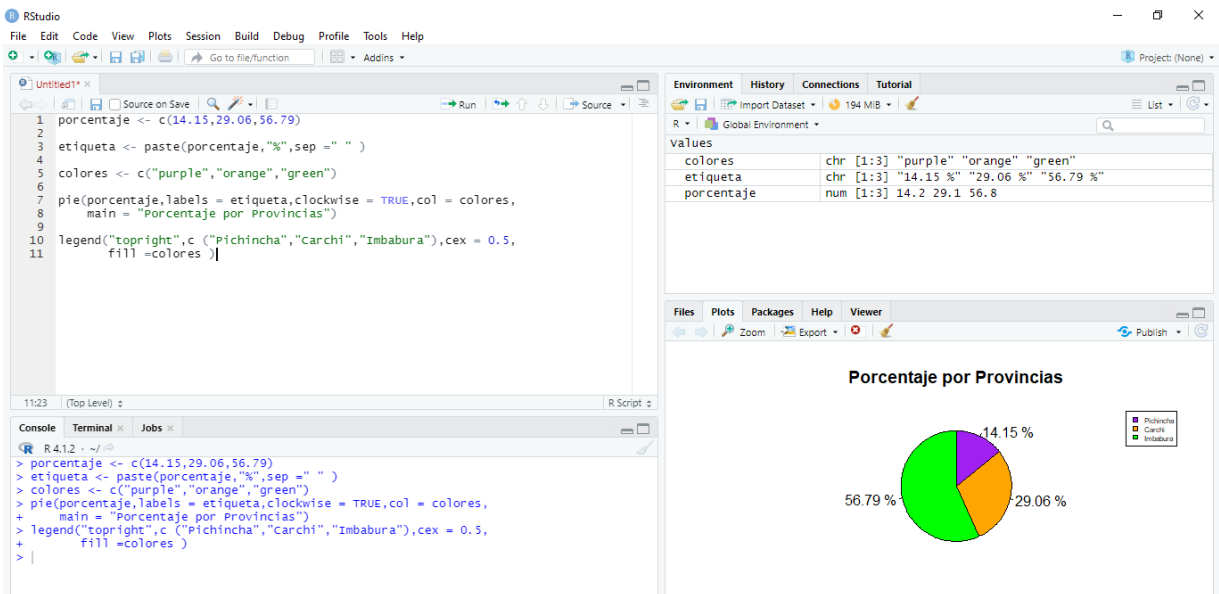 RStudio
File Edit Code View Plots Session Build Debug Profile Tools Help
Go to file/function
Addins
Project: (None)
Untitled1*
Source on Save
Run
Source
1 porcentaje <- c(14.15,29.06,56.79)
2
3 etiqueta <- paste(porcentaje,"%",sep =" " )
4
5 colores <- c("purple","orange","green")
6
7 pie(porcentaje,labels = etiqueta,clockwise = TRUE,col = colores,
8 main = "Porcentaje por Provincias")
9
10 legend("topright",c ("Pichincha","Carchi","Imbabura"),cex = 0.5,
11 fill =colores )
11:23 (Top Level) R Script
Console Terminal Jobs
R 4.1.2 · ~/
> porcentaje <- c(14.15,29.06,56.79)
> etiqueta <- paste(porcentaje,"%",sep =" " )
> colores <- c("purple","orange","green")
> pie(porcentaje,labels = etiqueta,clockwise = TRUE,col = colores,
+ main = "Porcentaje por Provincias")
> legend("topright",c ("Pichincha","Carchi","Imbabura"),cex = 0.5,
+ fill =colores )
>
Environment History Connections Tutorial
Import Dataset 194 MiB List
R Global Environment
Values
colores chr [1:3] "purple" "orange" "green"
etiqueta chr [1:3] "14.15 %" "29.06 %" "56.79 %"
porcentaje num [1:3] 14.2 29.1 56.8
Files Plots Packages Help Viewer
Zoom Export Publish
Porcentaje por Provincias
Pichincha
Carchi
Imbabura
14.15 %
56.79 %
29.06 %